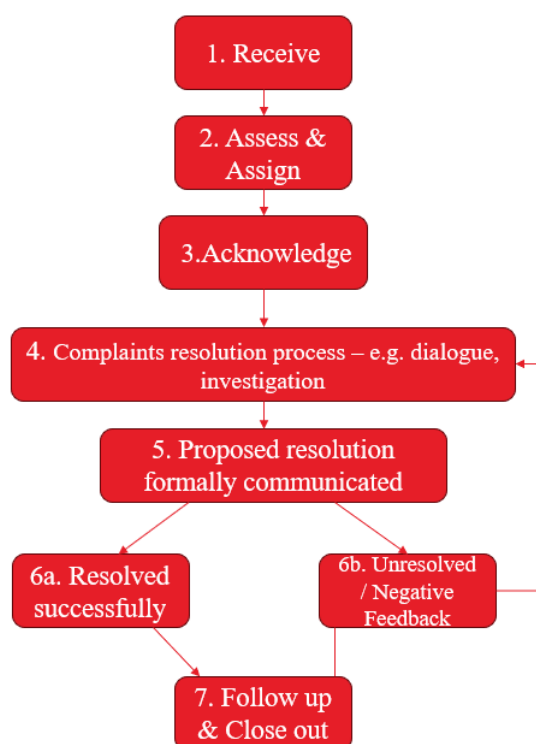 1. Receive
2. Assess &
Assign
3.Acknowledge
4. Complaints resolution process – e.g. dialogue,
investigation
5. Proposed resolution
formally communicated
6a. Resolved
successfully
6b. Unresolved
/ Negative
Feedback
7. Follow up
& Close out